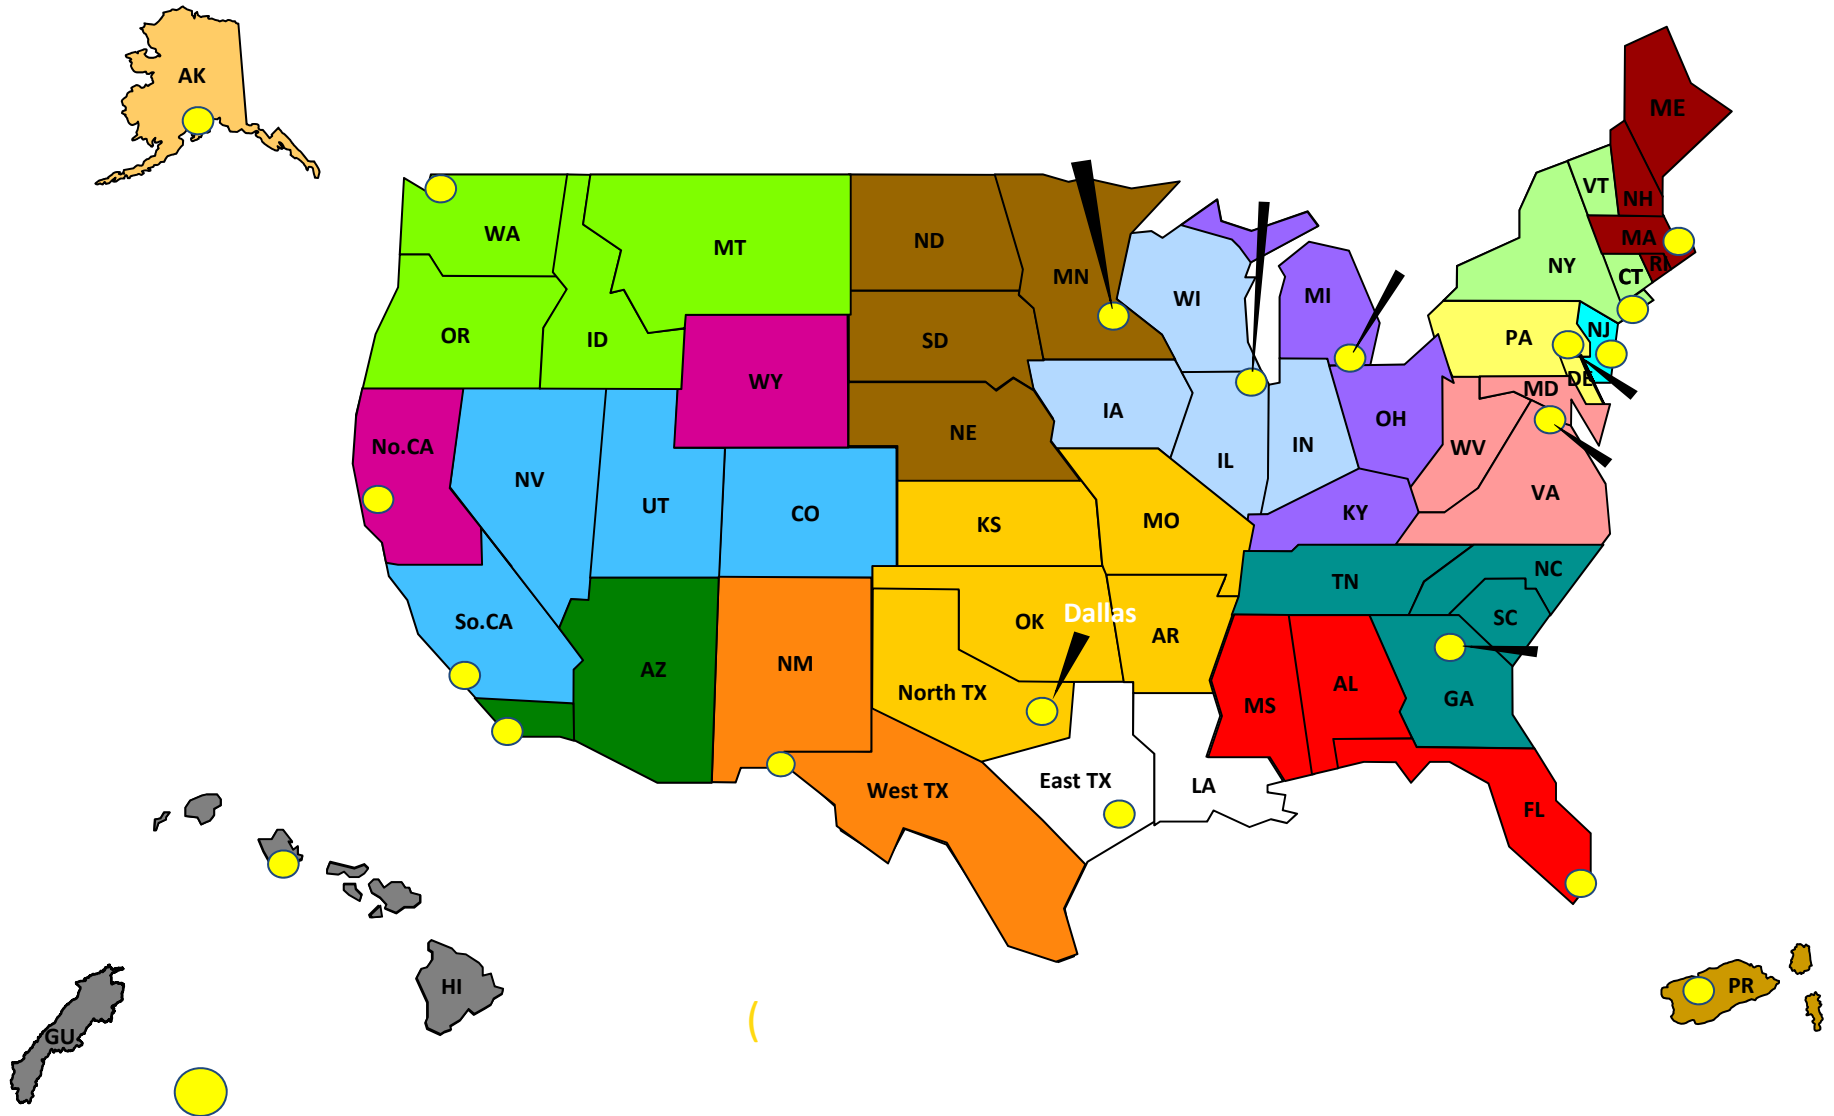 AK
ME
VT
NH
WA
MT
ND
MN
WI
MI
NY
MA
RI
CT
OR
ID
SD
PA
NJ
WY
IA
OH
MD
DE
No.CA
NV
UT
CO
NE
IL
IN
WV
VA
KS
MO
KY
So.CA
AZ
NM
OK
Dallas
AR
TN
NC
SC
North TX
MS
AL
GA
West TX
East TX
LA
FL
HI
GU
PR
(